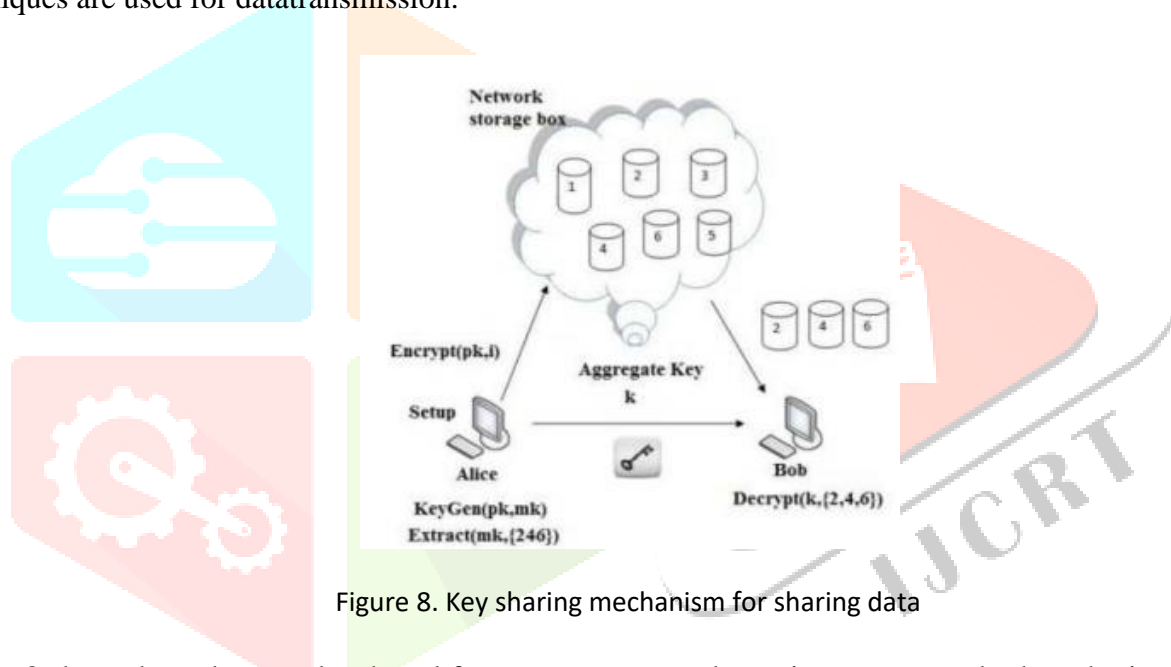 iques are used for datatransmission.
Network
storage box
1
2
3
4
6
5
2
4
6
Encrypt(pk,i)
Aggregate Key
k
Setup
Alice
Bob
KeyGen(pk,mk)
Decrypt(k,{2,4,6})
Extract(mk,{246})
IJCRT
Figure 8. Key sharing mechanism for sharing data